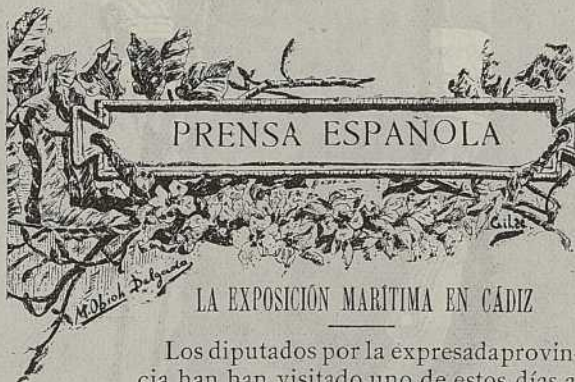 PRENSA ESPAÑOLA
M. Obiols Delgado
LA EXPOSICIÓN MARÍTIMA EN CÁDIZ
Los diputados por la expresada provin-
cia han han visitado uno de estos días a